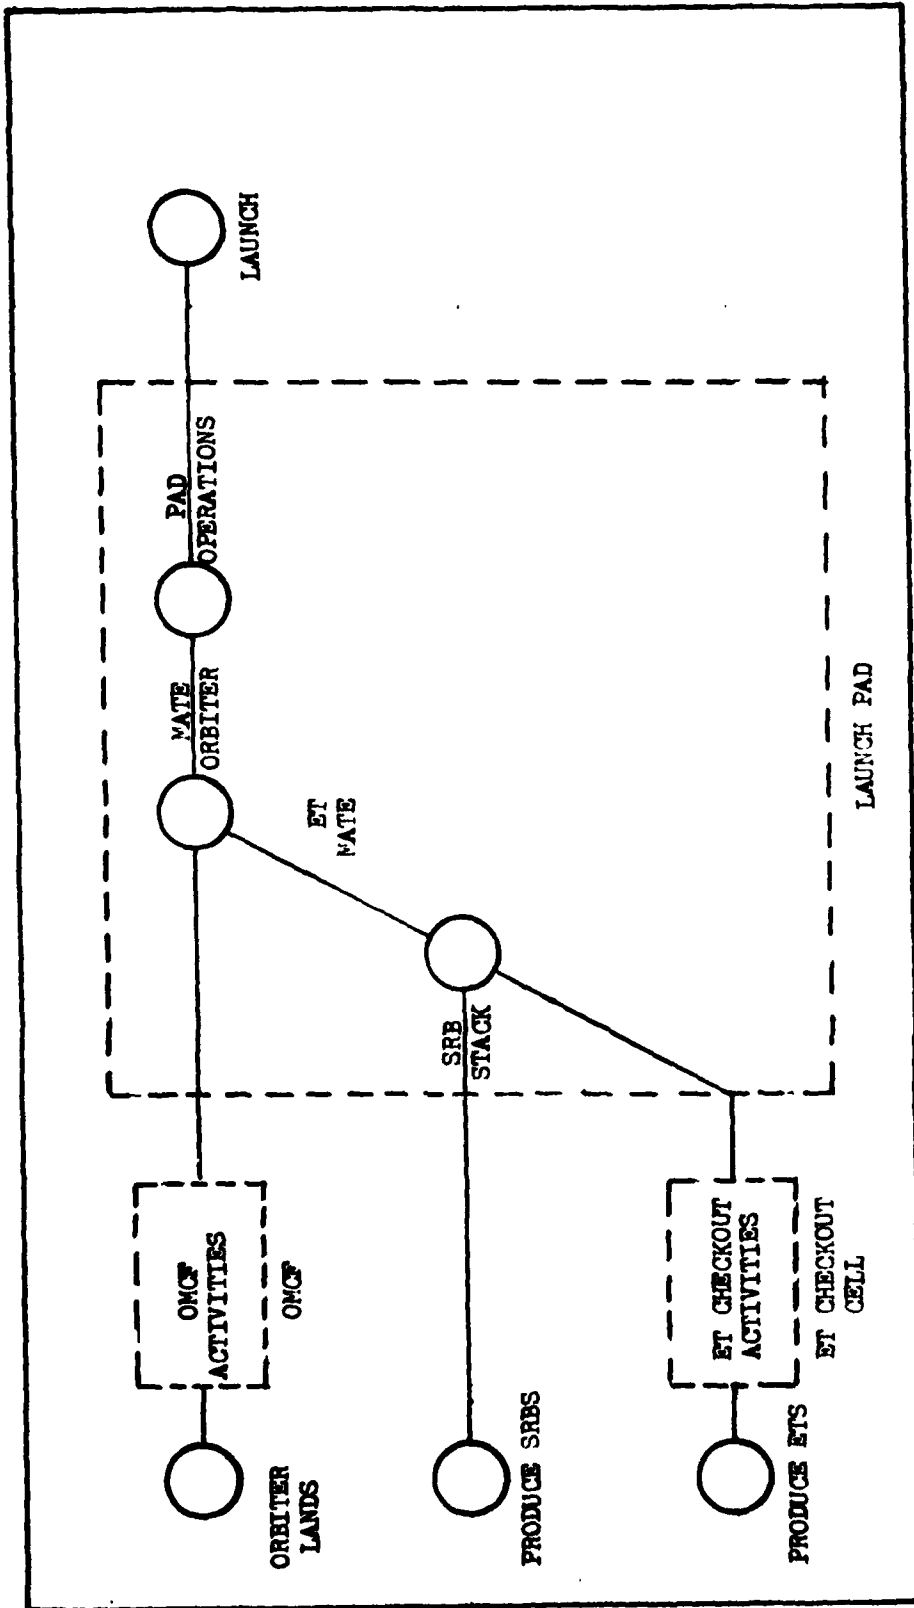 LAUNCH
PAD
OPERATIONS
MATE
ORBITER
ET
MATE
SRB
STACK
LAUNCH PAD
OMCF
ACTIVITIES
OMCF
ET CHECKOUT
ACTIVITIES
ET CHECKOUT
CELL
ORBITER
LANDS
PRODUCE SRBS
PRODUCE ETS